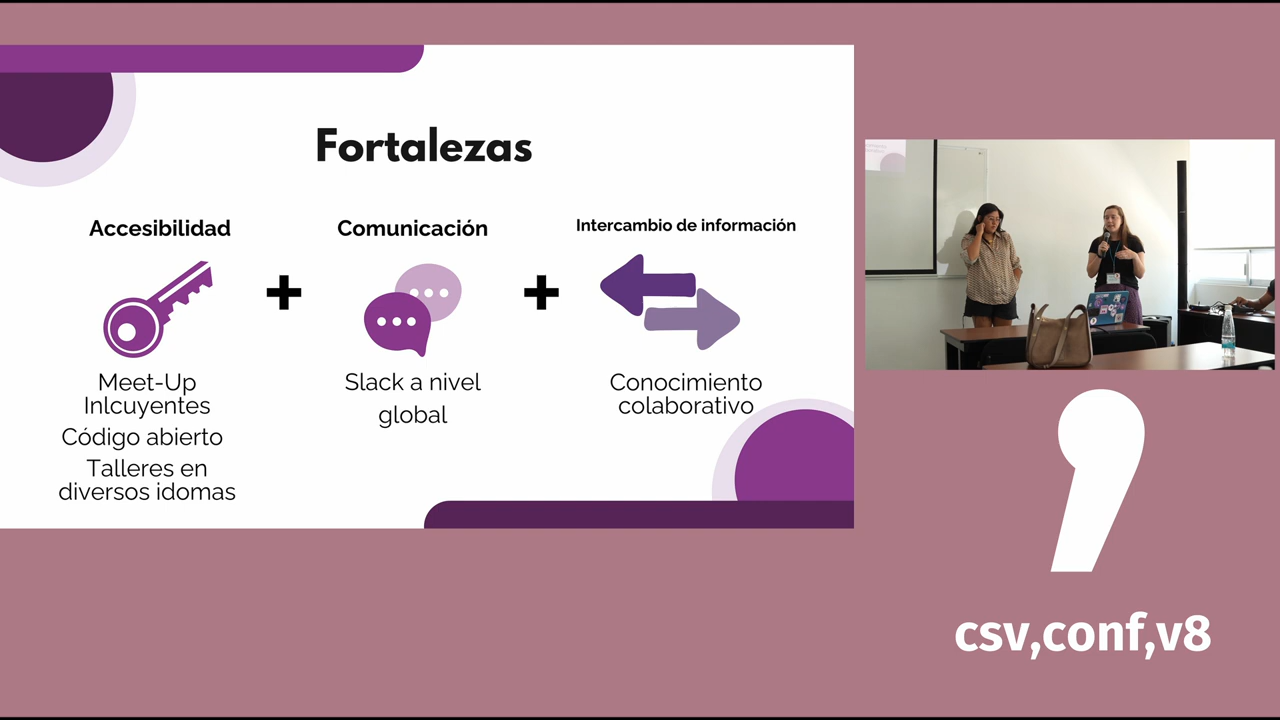 Fortalezas
Accesibilidad
Comunicación
Intercambio de información
Meet-Up
Inlcuyentes
Código abierto
Talleres en
diversos idomas
Slack a nivel
global
Conocimiento
colaborativo
csv,conf,v8